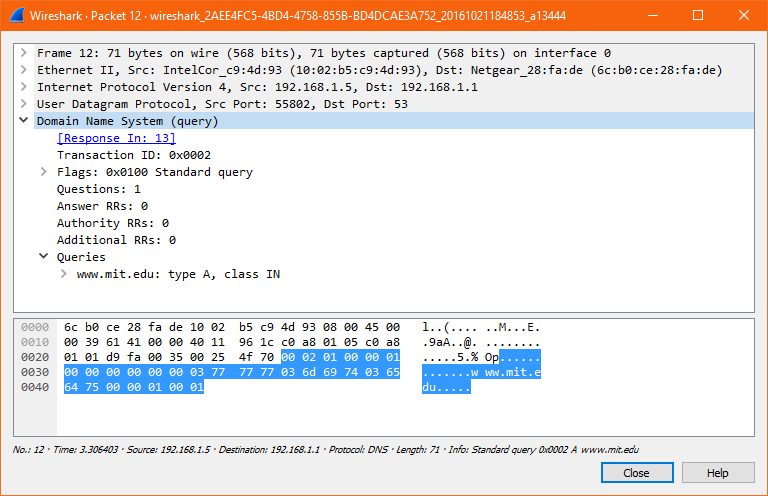 Wireshark · Packet 12 · wireshark_2AEE4FC5-4BD4-4758-855B-BD4DCAE3A752_20161021184853_a13444
Frame 12: 71 bytes on wire (568 bits), 71 bytes captured (568 bits) on interface 0
Ethernet II, Src: IntelCor_c9:4d:93 (10:02:b5:c9:4d:93), Dst: Netgear_28:fa:de (6c:b0:ce:28:fa:de)
Internet Protocol Version 4, Src: 192.168.1.5, Dst: 192.168.1.1
User Datagram Protocol, Src Port: 55802, Dst Port: 53
Domain Name System (query)
[Response In: 13]
Transaction ID: 0x0002
Flags: 0x0100 Standard query
Questions: 1
Answer RRs: 0
Authority RRs: 0
Additional RRs: 0
Queries
www.mit.edu: type A, class IN
0000 6c b0 ce 28 fa de 10 02 b5 c9 4d 93 08 00 45 00 l..(.... ..M...E.
0010 00 39 61 41 00 00 40 11 96 1c c0 a8 01 05 c0 a8 .9aA..@. ........
0020 01 01 d9 fa 00 35 00 25 4f 70 00 02 01 00 00 01 .....5.% Op......
0030 00 00 00 00 00 00 03 77 77 77 03 6d 69 74 03 65 .......w ww.mit.e
0040 64 75 00 00 01 00 01 du.....
No.: 12 · Time: 3.306403 · Source: 192.168.1.5 · Destination: 192.168.1.1 · Protocol: DNS · Length: 71 · Info: Standard query 0x0002 A www.mit.edu
Close Help